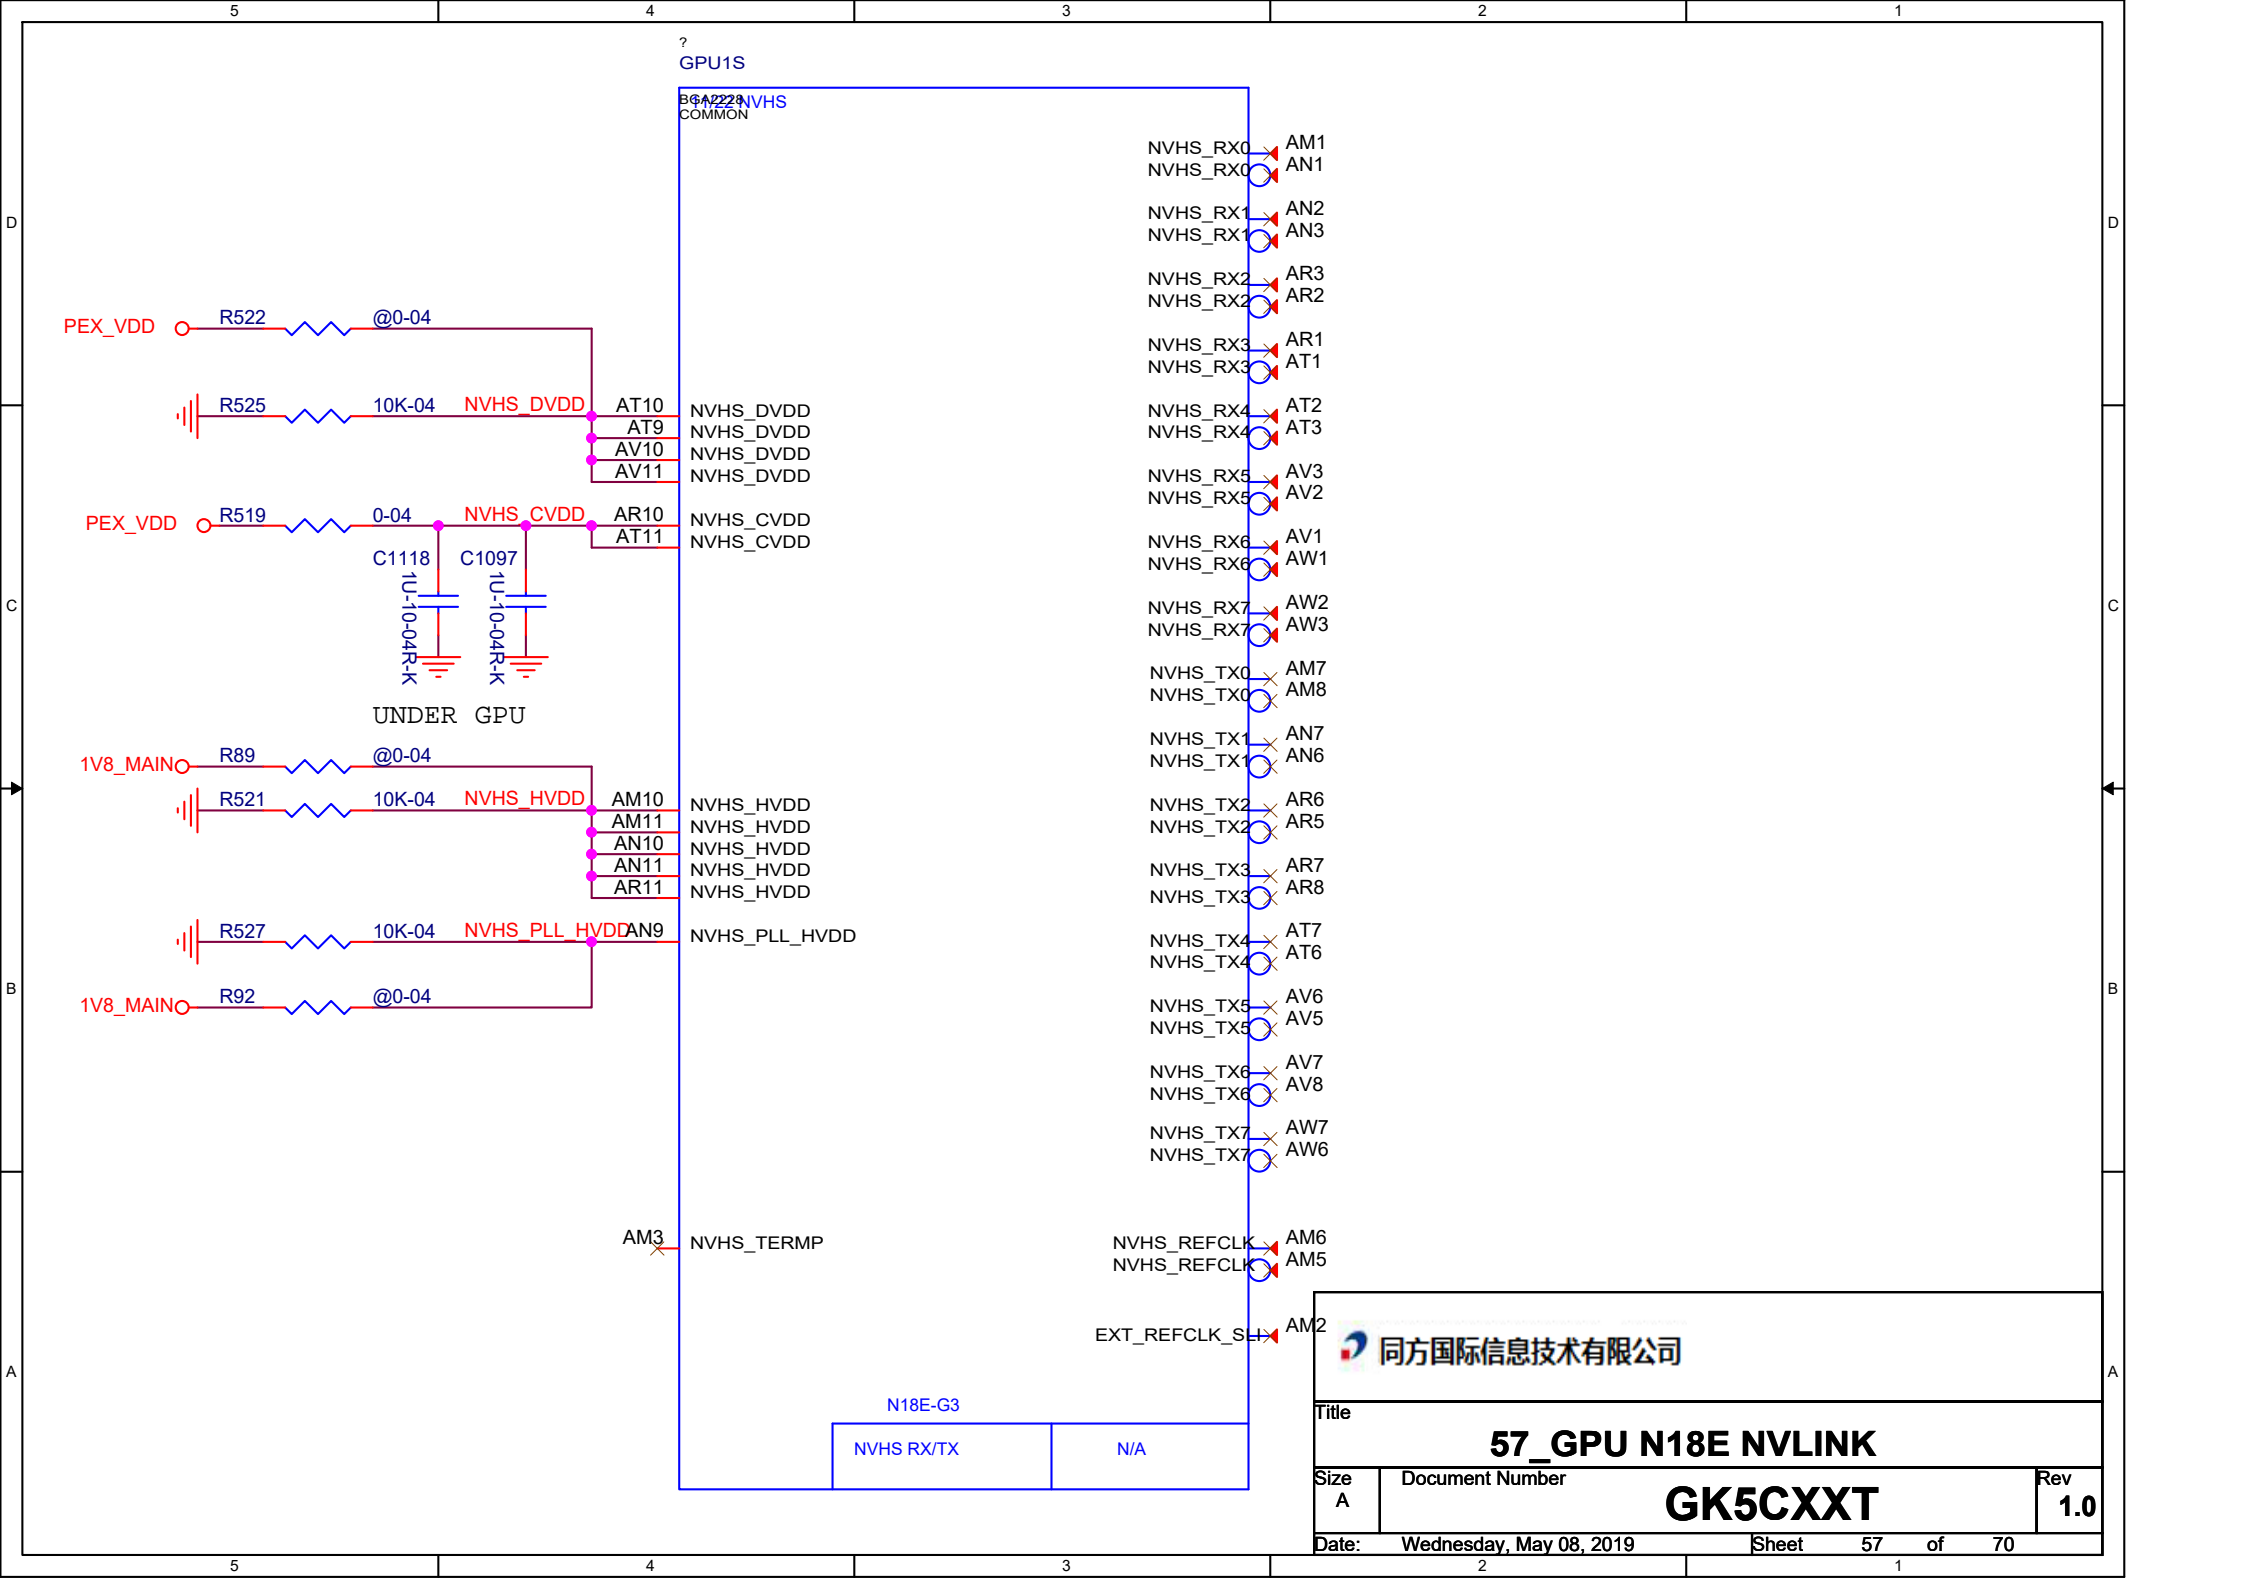 5 4 3 2 1
?
GPU1S
BGA2228
11/22 NVHS
COMMON
D D
C C
B B
A A
PEX_VDD R522 @0-04
R525 10K-04 NVHS_DVDD
AT10 NVHS_DVDD
AT9 NVHS_DVDD
AV10 NVHS_DVDD
AV11 NVHS_DVDD
PEX_VDD R519 0-04 NVHS_CVDD
AR10 NVHS_CVDD
AT11 NVHS_CVDD
C1118 1U-10-04R-K
C1097 1U-10-04R-K
UNDER GPU
1V8_MAIN R89 @0-04
R521 10K-04 NVHS_HVDD
AM10 NVHS_HVDD
AM11 NVHS_HVDD
AN10 NVHS_HVDD
AN11 NVHS_HVDD
AR11 NVHS_HVDD
R527 10K-04 NVHS_PLL_HVDD AN9 NVHS_PLL_HVDD
1V8_MAIN R92 @0-04
AM3 NVHS_TERMP
NVHS_RX0 AM1
NVHS_RX0 AN1
NVHS_RX1 AN2
NVHS_RX1 AN3
NVHS_RX2 AR3
NVHS_RX2 AR2
NVHS_RX3 AR1
NVHS_RX3 AT1
NVHS_RX4 AT2
NVHS_RX4 AT3
NVHS_RX5 AV3
NVHS_RX5 AV2
NVHS_RX6 AV1
NVHS_RX6 AW1
NVHS_RX7 AW2
NVHS_RX7 AW3
NVHS_TX0 AM7
NVHS_TX0 AM8
NVHS_TX1 AN7
NVHS_TX1 AN6
NVHS_TX2 AR6
NVHS_TX2 AR5
NVHS_TX3 AR7
NVHS_TX3 AR8
NVHS_TX4 AT7
NVHS_TX4 AT6
NVHS_TX5 AV6
NVHS_TX5 AV5
NVHS_TX6 AV7
NVHS_TX6 AV8
NVHS_TX7 AW7
NVHS_TX7 AW6
NVHS_REFCLK AM6
NVHS_REFCLK AM5
EXT_REFCLK_SLI AM2
N18E-G3
NVHS RX/TX N/A
同方国际信息技术有限公司
Title
57_GPU N18E NVLINK
Size Document Number Rev
A GK5CXXT 1.0
Date: Wednesday, May 08, 2019 Sheet 57 of 70
5 4 3 2 1